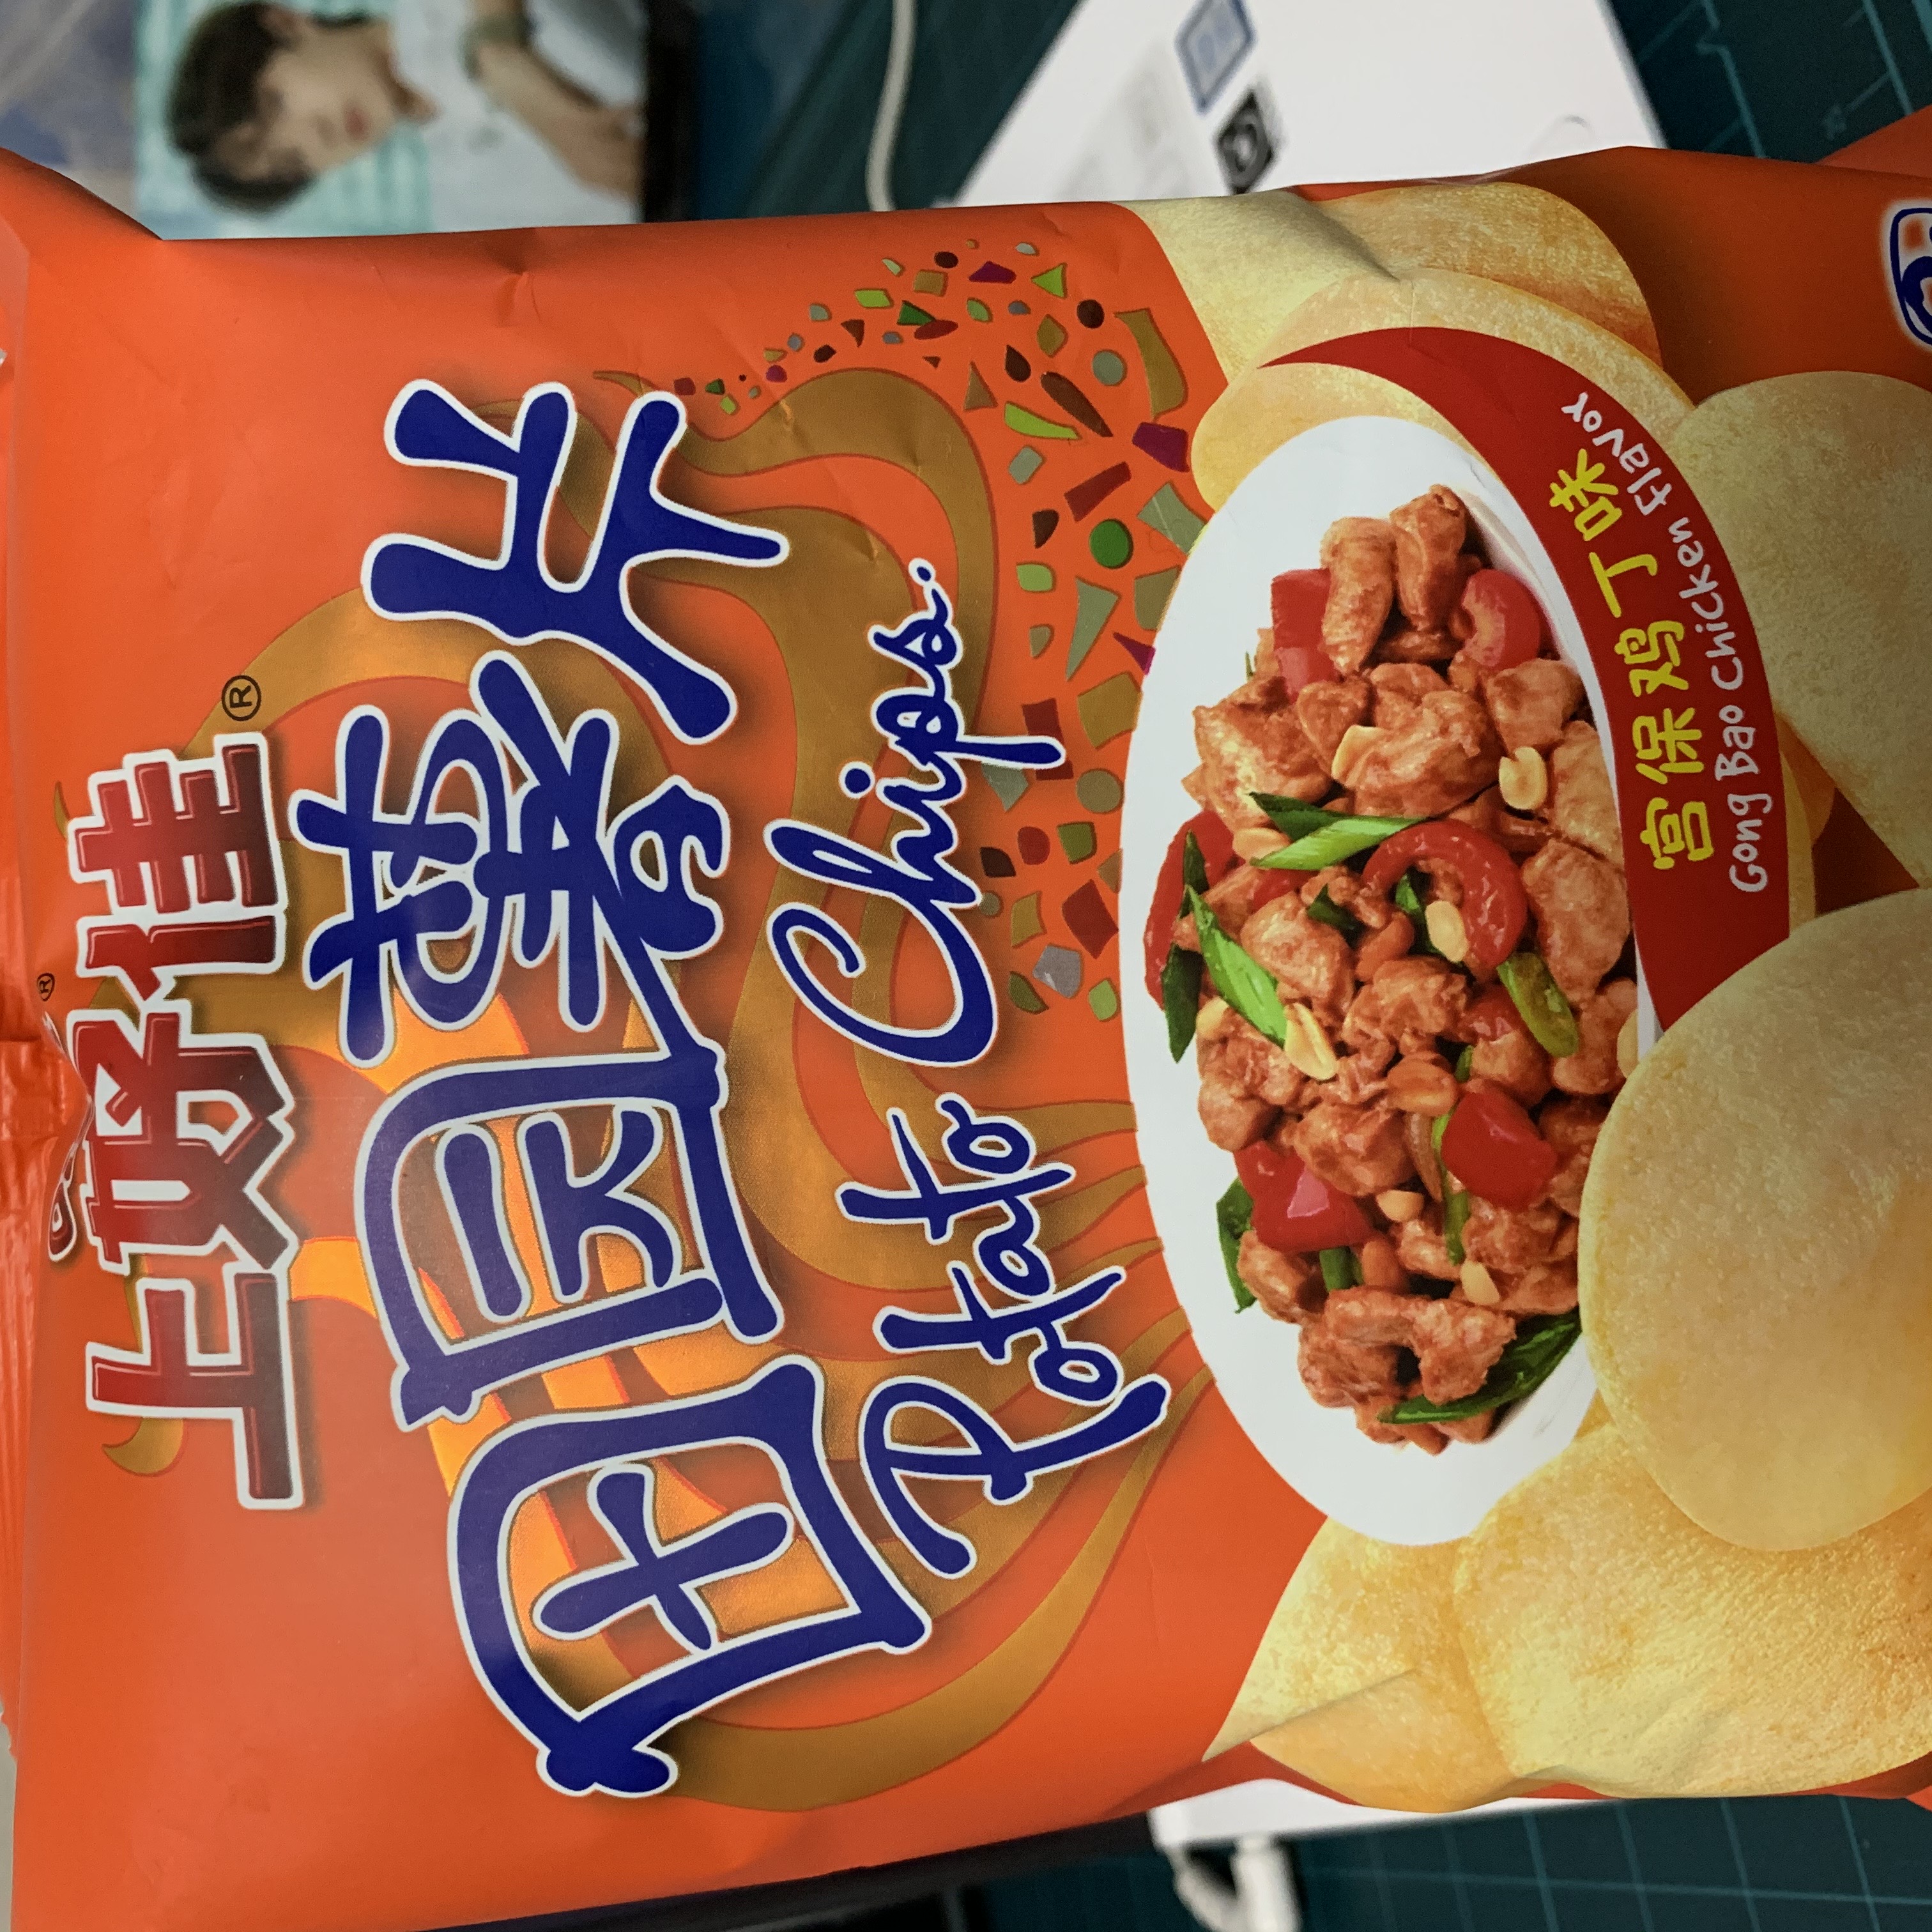 上好佳®
田园薯片
Potato Chips.
宫保鸡丁味
Gong Bao Chicken flavor